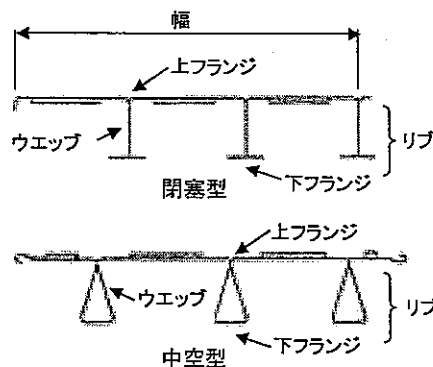 幅
上フランジ
ウエッブ
リブ
下フランジ
閉塞型
上フランジ
ウエッブ
リブ
下フランジ
中空型